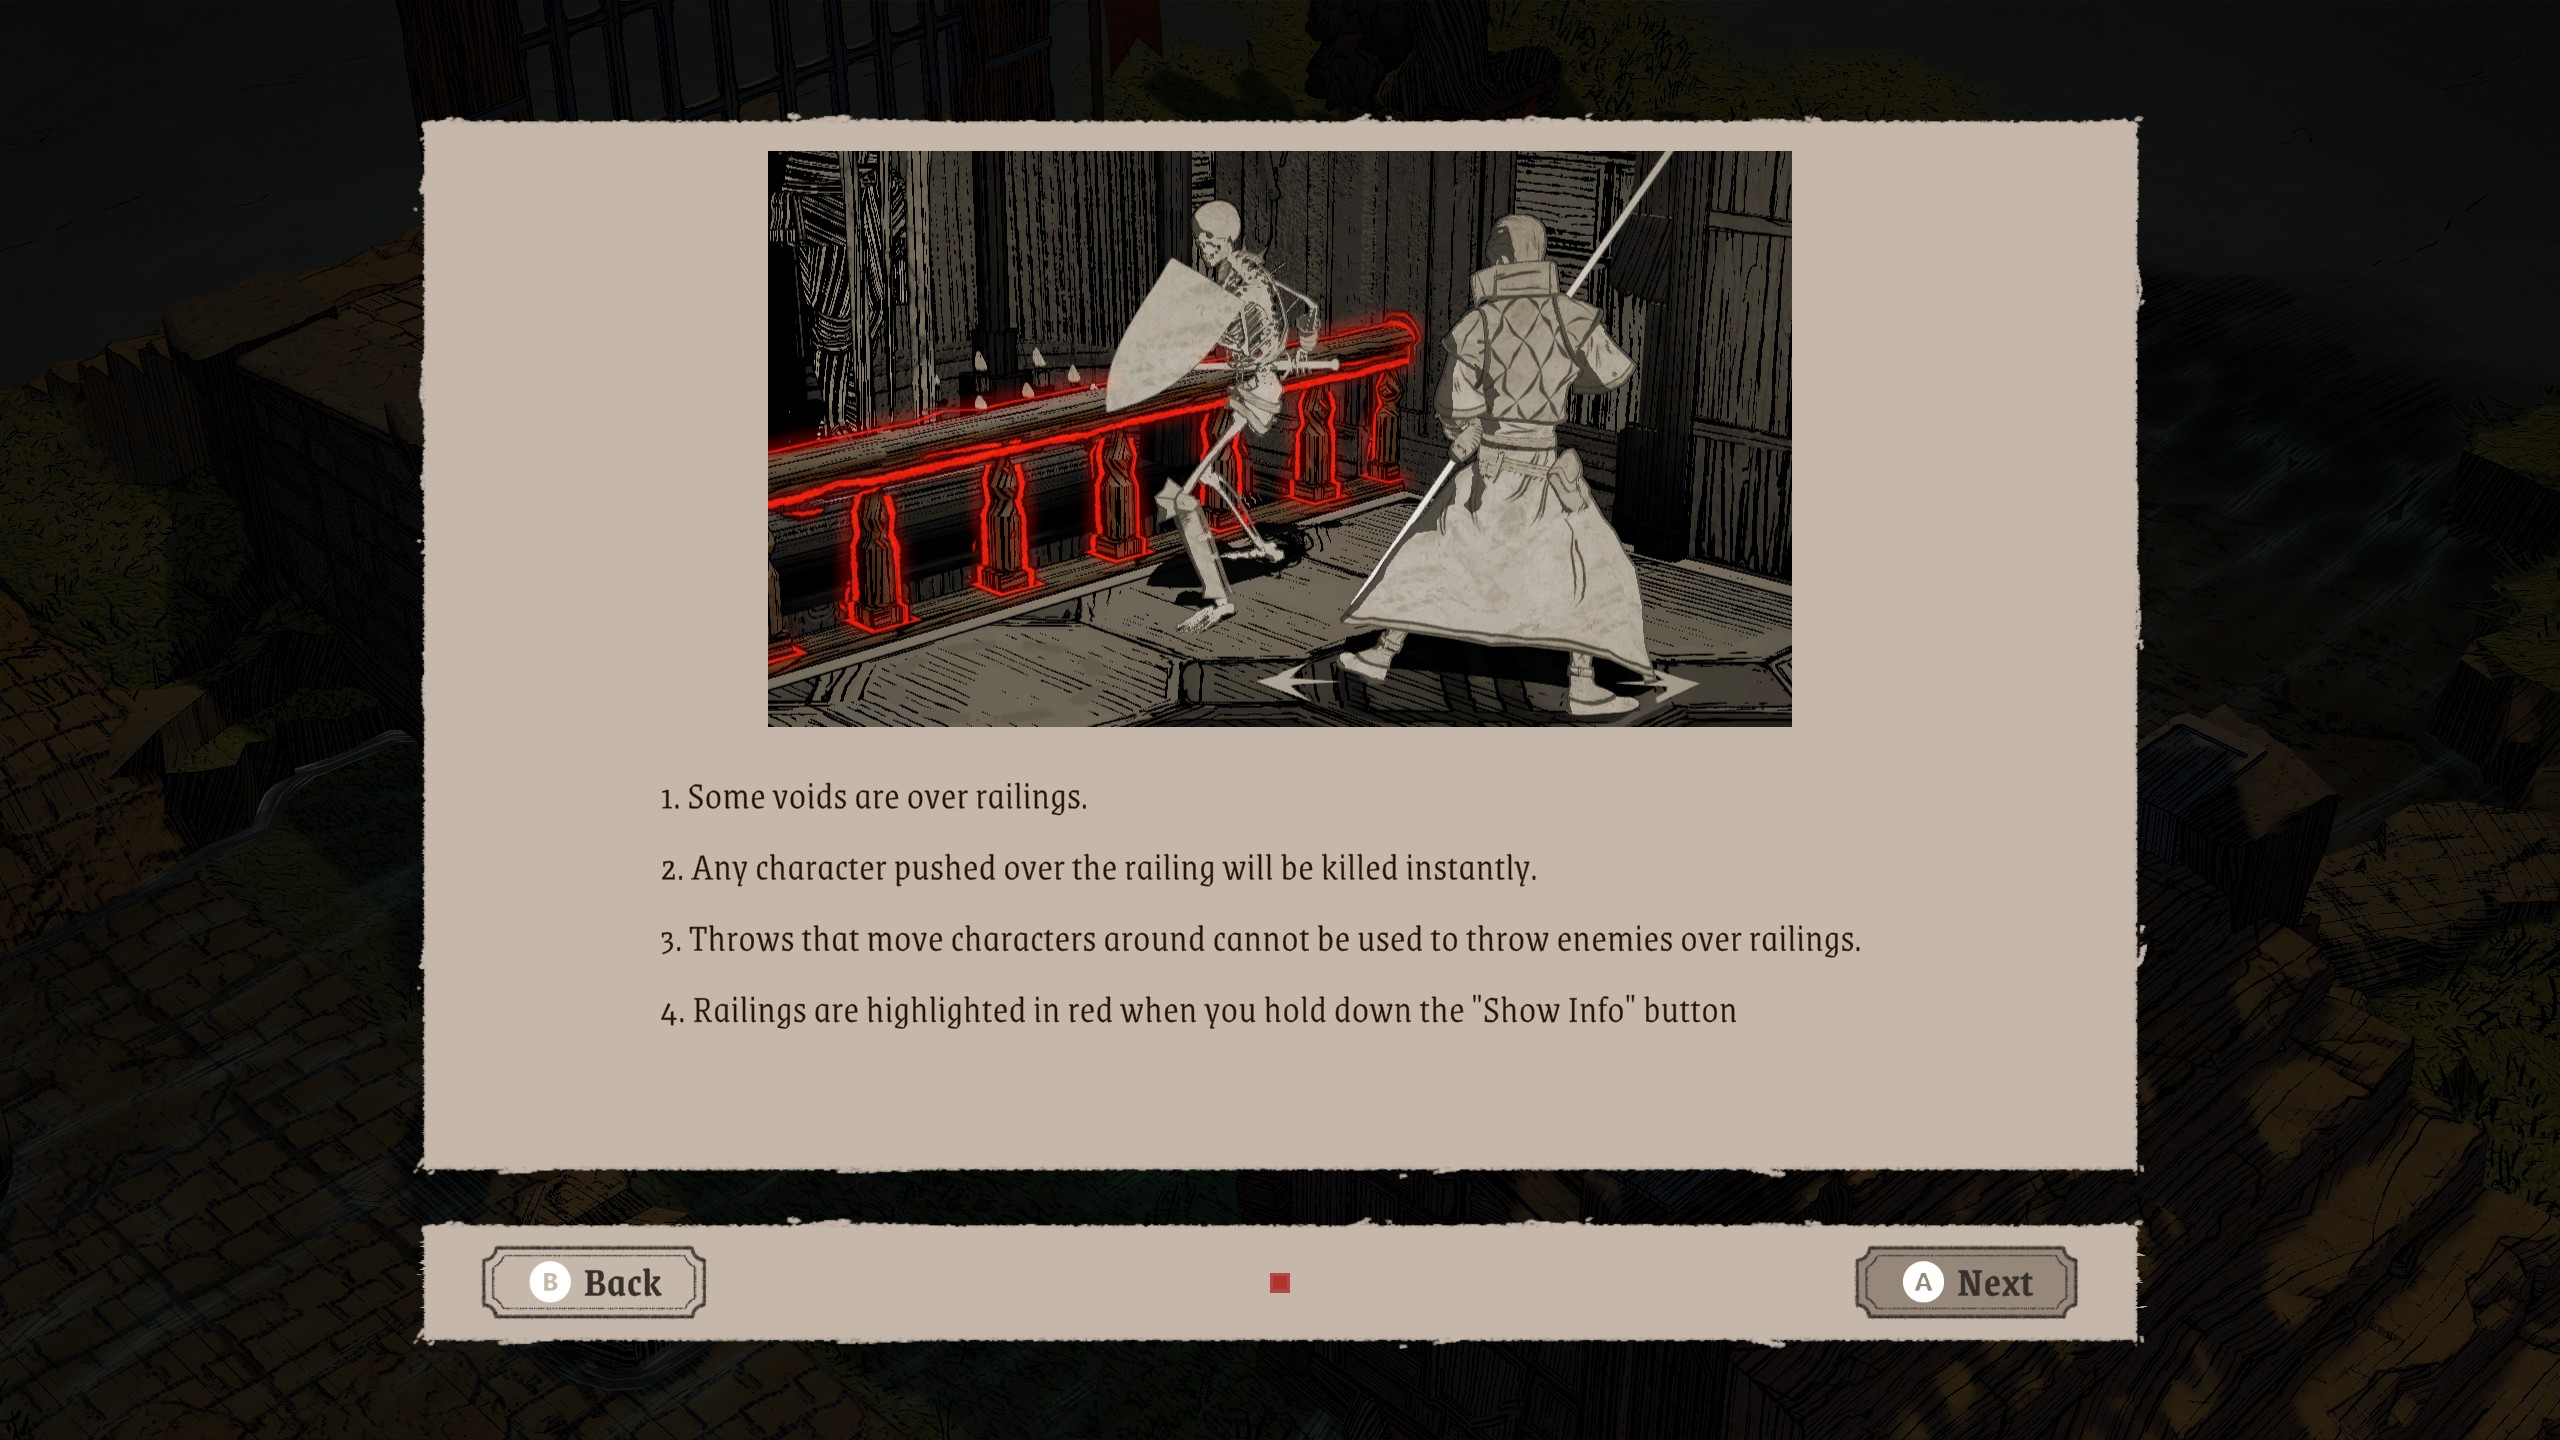 1. Some voids are over railings.
2. Any character pushed over the railing will be killed instantly.
3. Throws that move characters around cannot be used to throw enemies over railings.
4. Railings are highlighted in red when you hold down the "Show Info" button
B Back
A Next